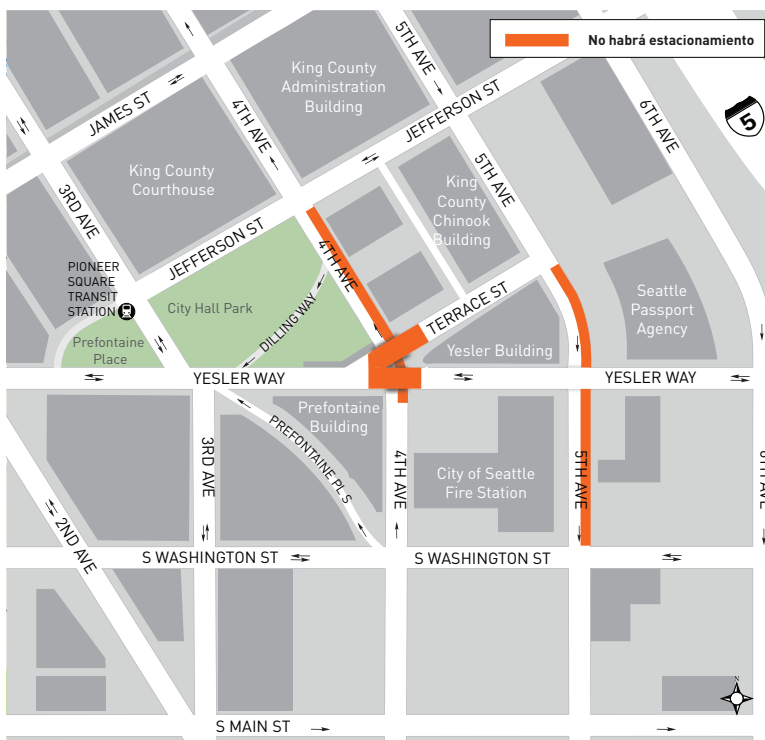 No habrá estacionamiento
5TH AVE
King County
Administration
Building
JAMES ST
4TH AVE
JEFFERSON ST
6TH AVE
5
King County
Courthouse
3RD AVE
5TH AVE
King
County
Chinook
Building
JEFFERSON ST
4TH AVE
PIONEER
SQUARE
TRANSIT
STATION
City Hall Park
DILLING WAY
TERRACE ST
Seattle
Passport
Agency
Prefontaine
Place
Yesler Building
YESLER WAY
YESLER WAY
Prefontaine
Building
PREFONTAINE PL S
3RD AVE
4TH AVE
City of Seattle
Fire Station
5TH AVE
6TH AVE
2ND AVE
S WASHINGTON ST
S WASHINGTON ST
N
S MAIN ST